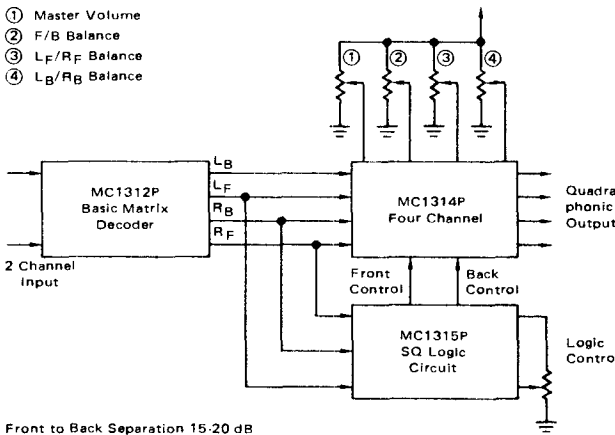 ① Master Volume
② F/B Balance
③ LF/RF Balance
④ LB/RB Balance
① ② ③ ④
LB
LF
RB
RF
MC1312P
Basic Matrix
Decoder
2 Channel
Input
MC1314P
Four Channel
Quadra
phonic
Output
Front
Control
Back
Control
MC1315P
SQ Logic
Circuit
Logic
Control
Front to Back Separation 15-20 dB